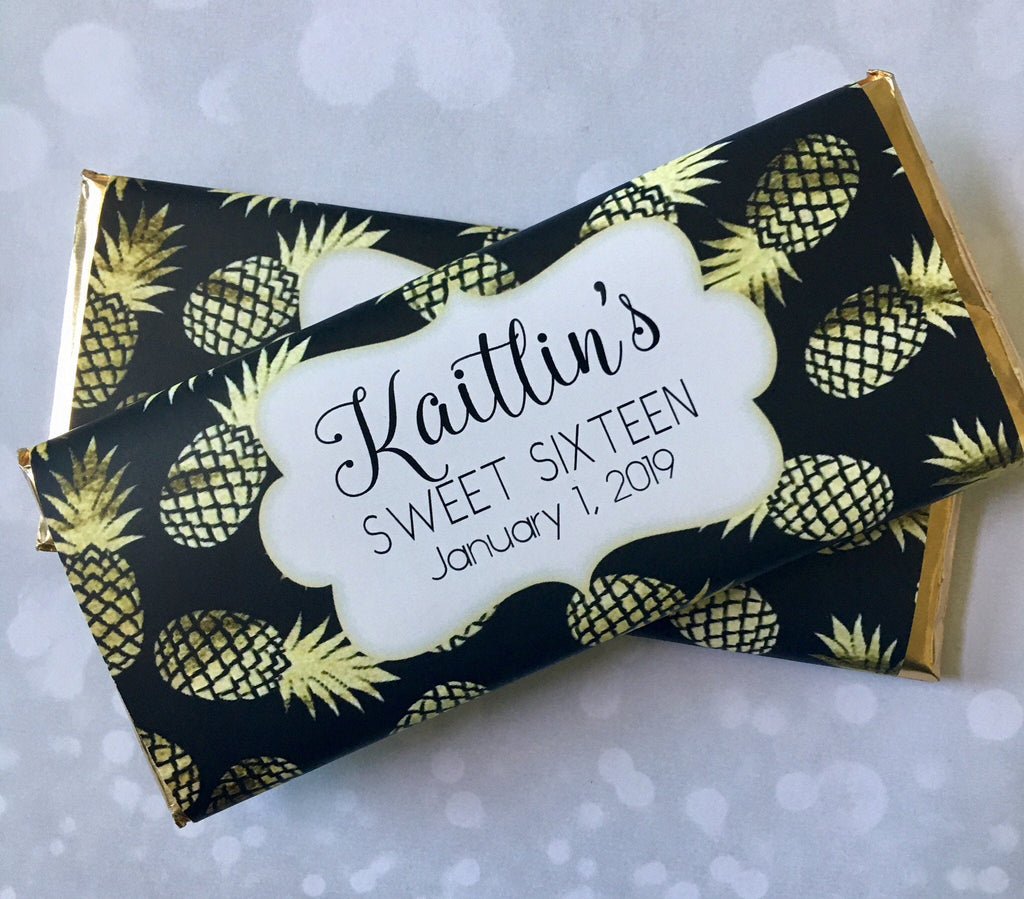 Kaitlin's
SWEET SIXTEEN
January 1, 2019